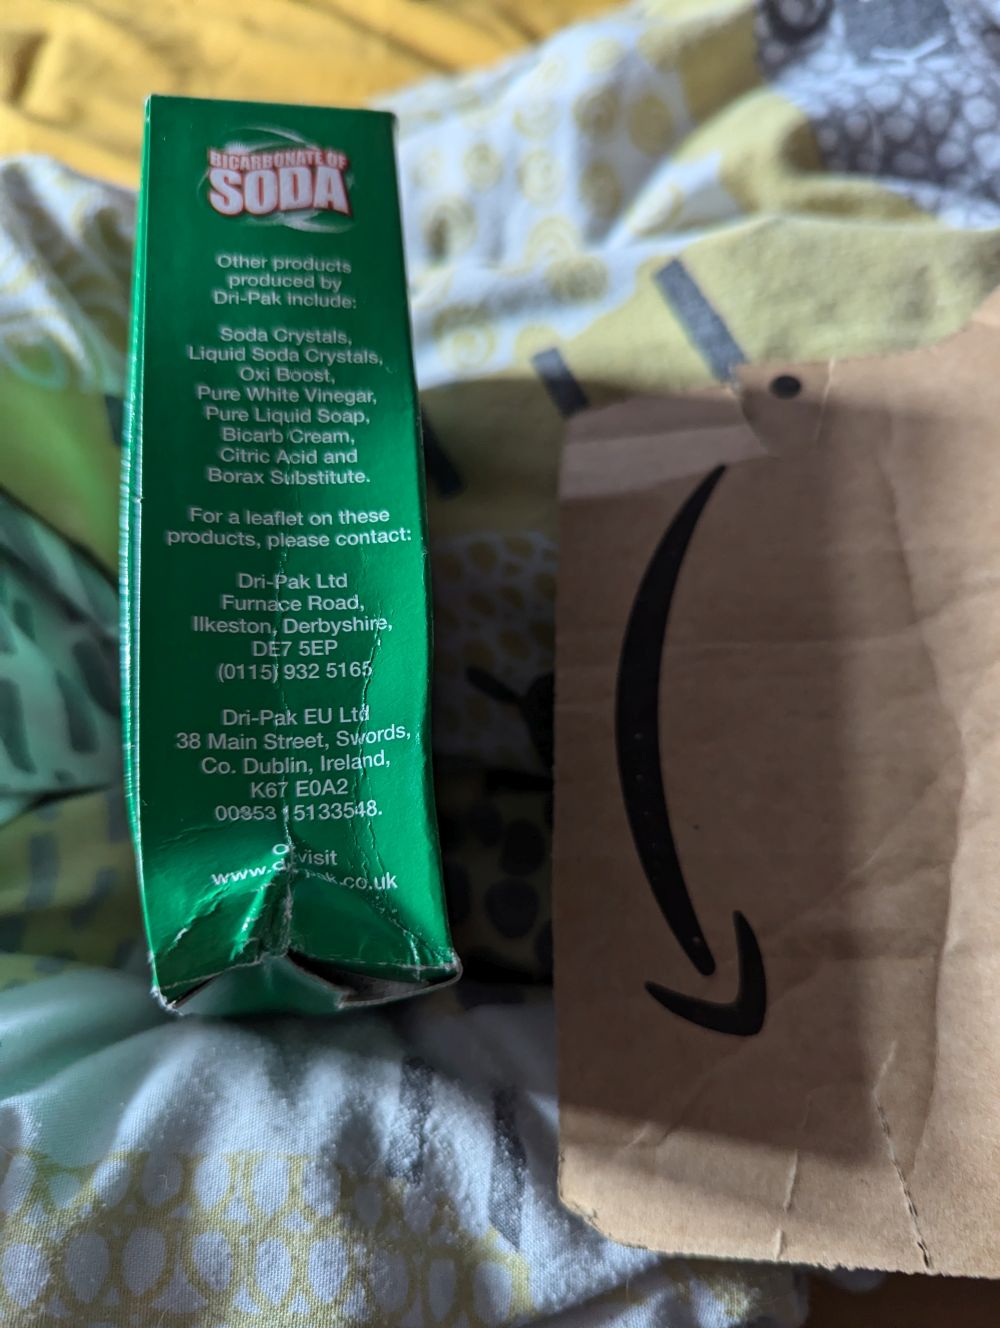 BICARBONATE OF
SODA
Other products
produced by
Dri-Pak include:
Soda Crystals,
Liquid Soda Crystals,
Oxi Boost,
Pure White Vinegar,
Pure Liquid Soap,
Bicarb Cream,
Citric Acid and
Borax Substitute.
For a leaflet on these
products, please contact:
Dri-Pak Ltd
Furnace Road,
Ilkeston, Derbyshire,
DE7 5EP
(0115) 932 5165
Dri-Pak EU Ltd
38 Main Street, Swords,
Co. Dublin, Ireland,
K67 E0A2
00353 15133548.
Or visit